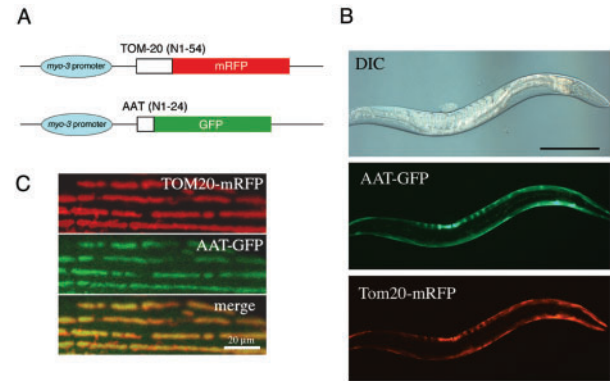 A
TOM-20 (N1-54)
myo-3 promoter
mRFP
AAT (N1-24)
myo-3 promoter
GFP
B
DIC
AAT-GFP
Tom20-mRFP
C
TOM20-mRFP
AAT-GFP
merge
20 μm